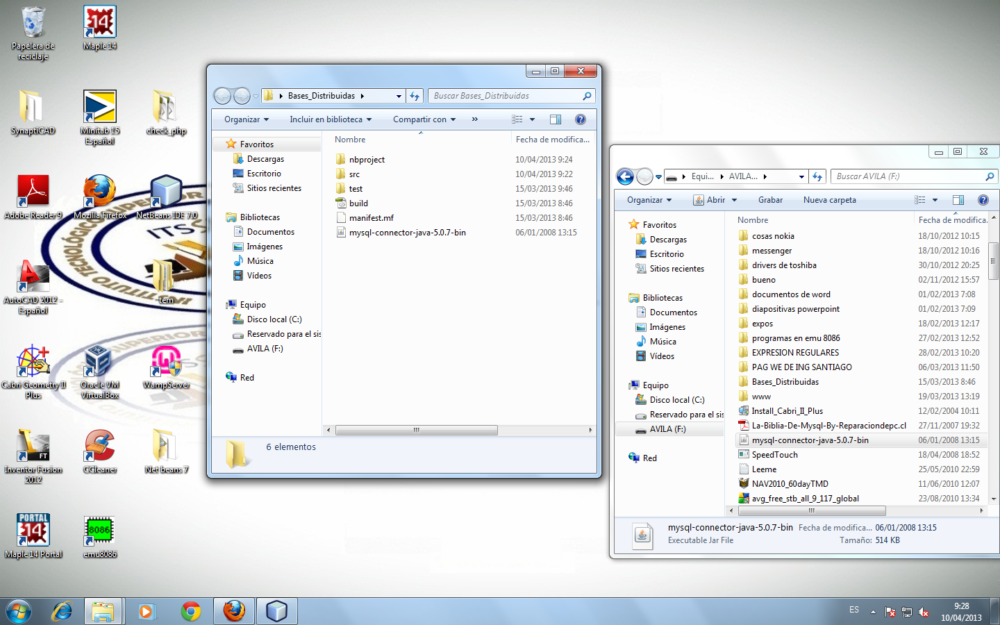 Papelera de
reciclaje
Maple 14
SynaptiCAD
Minitab 15
Español
check_php
Adobe Reader 9
Mozilla Firefox
NetBeans IDE 7.0
AutoCAD 2012 -
Español
tem
Cabri Geometry II
Plus
Oracle VM
VirtualBox
WampServer
Inventor Fusion
2012
CCleaner
Net beans 7
Maple 14 Portal
emu8086
INSTITUTO TECNOLÓGICO SUPERIOR
ITS
SUPERIOR
FT
PORTAL
14
8086
Bases_Distribuidas
Buscar Bases_Distribuidas
Organizar
Incluir en biblioteca
Compartir con
»
Nombre
Fecha de modifica...
Favoritos
Descargas
Escritorio
Sitios recientes
Bibliotecas
Documentos
Imágenes
Música
Vídeos
Equipo
Disco local (C:)
Reservado para el sis
AVILA (F:)
Red
nbproject 10/04/2013 9:24
src 10/04/2013 9:22
test 15/03/2013 9:46
build 15/03/2013 8:46
manifest.mf 15/03/2013 8:46
mysql-connector-java-5.0.7-bin 06/01/2008 13:15
6 elementos
Equi... AVILA...
Buscar AVILA (F:)
Organizar
Abrir
Grabar
Nueva carpeta
Nombre
Fecha de modifica.
Favoritos
Descargas
Escritorio
Sitios recientes
Bibliotecas
Documentos
Imágenes
Música
Vídeos
Equipo
Disco local (C:)
Reservado para el sis
AVILA (F:)
Red
cosas nokia 18/10/2012 10:15
messenger 18/10/2012 10:16
drivers de toshiba 30/10/2012 20:25
bueno 02/11/2012 15:57
documentos de word 01/02/2013 7:08
diapositivas powerpoint 01/02/2013 7:09
expos 18/02/2013 12:17
programas en emu 8086 27/02/2013 12:52
EXPRESION REGULARES 28/02/2013 10:20
PAG WE DE ING SANTIAGO 06/03/2013 11:50
Bases_Distribuidas 15/03/2013 8:46
www 19/03/2013 13:19
Install_Cabri_II_Plus 12/02/2004 10:11
La-Biblia-De-Mysql-By-Reparaciondepc.cl 27/11/2007 19:32
mysql-connector-java-5.0.7-bin 06/01/2008 13:15
SpeedTouch 18/04/2008 18:52
Leeme 25/05/2010 22:59
NAV2010_60dayTMD 11/06/2010 12:07
avg_free_stb_all_9_117_global 23/08/2010 13:34
mysql-connector-java-5.0.7-bin Fecha de modifica... 06/01/2008 13:15
Executable Jar File Tamaño: 514 KB
ES
9:28
10/04/2013